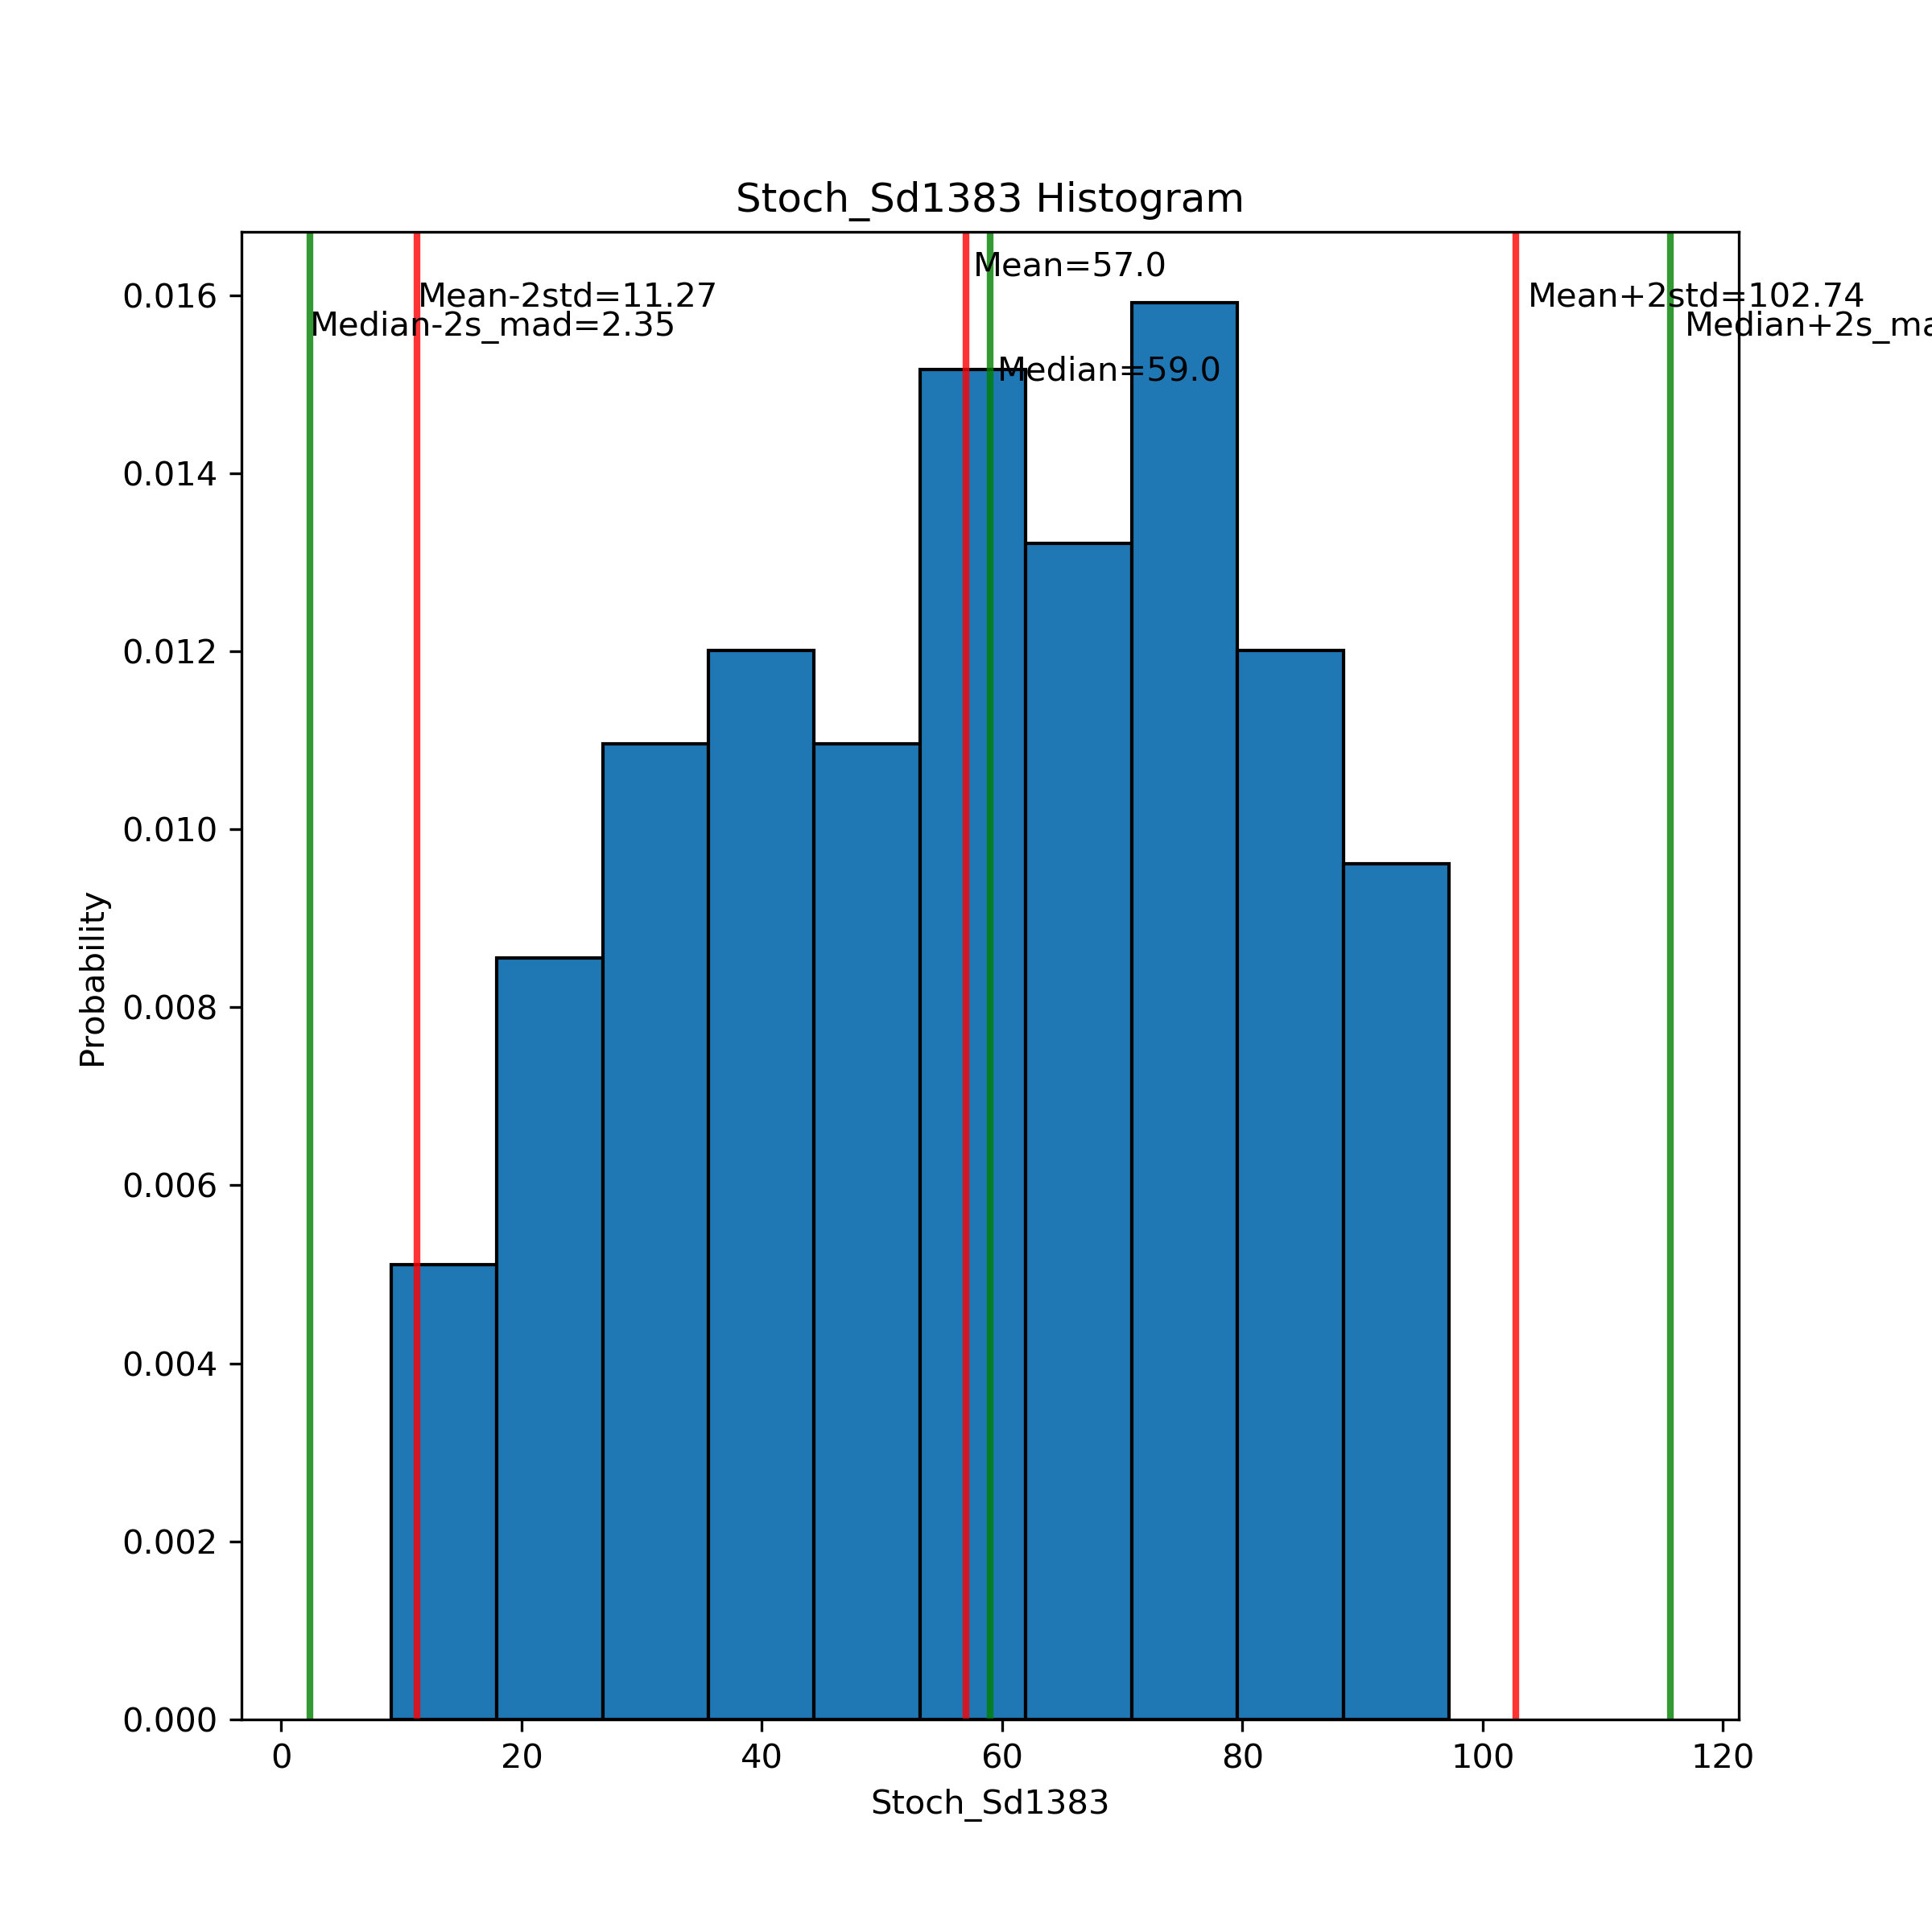 Stoch_Sd1383 Histogram
Mean=57.0
Mean-2std=11.27
Mean+2std=102.74
Median-2s_mad=2.35
Median+2s_ma
Median=59.0
0.016
0.014
0.012
0.010
0.008
0.006
0.004
0.002
0.000
Probability
0 20 40 60 80 100 120
Stoch_Sd1383